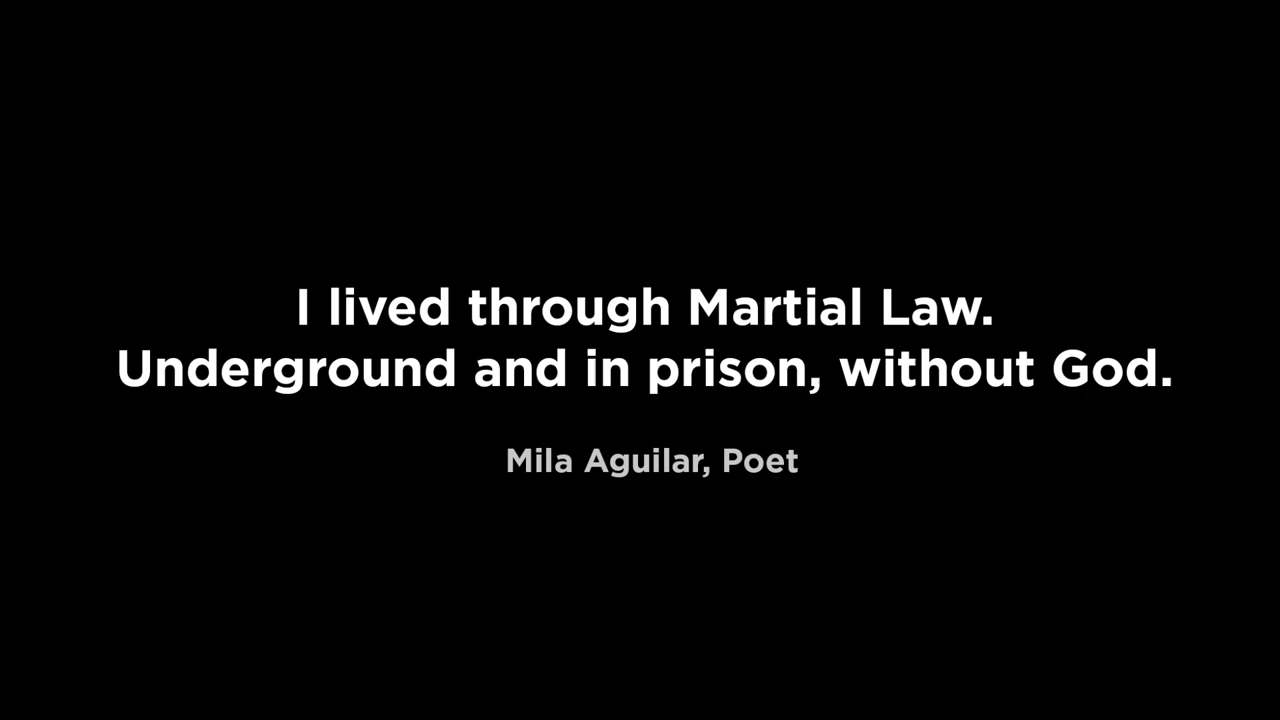 I lived through Martial Law.
Underground and in prison, without God.
Mila Aguilar, Poet